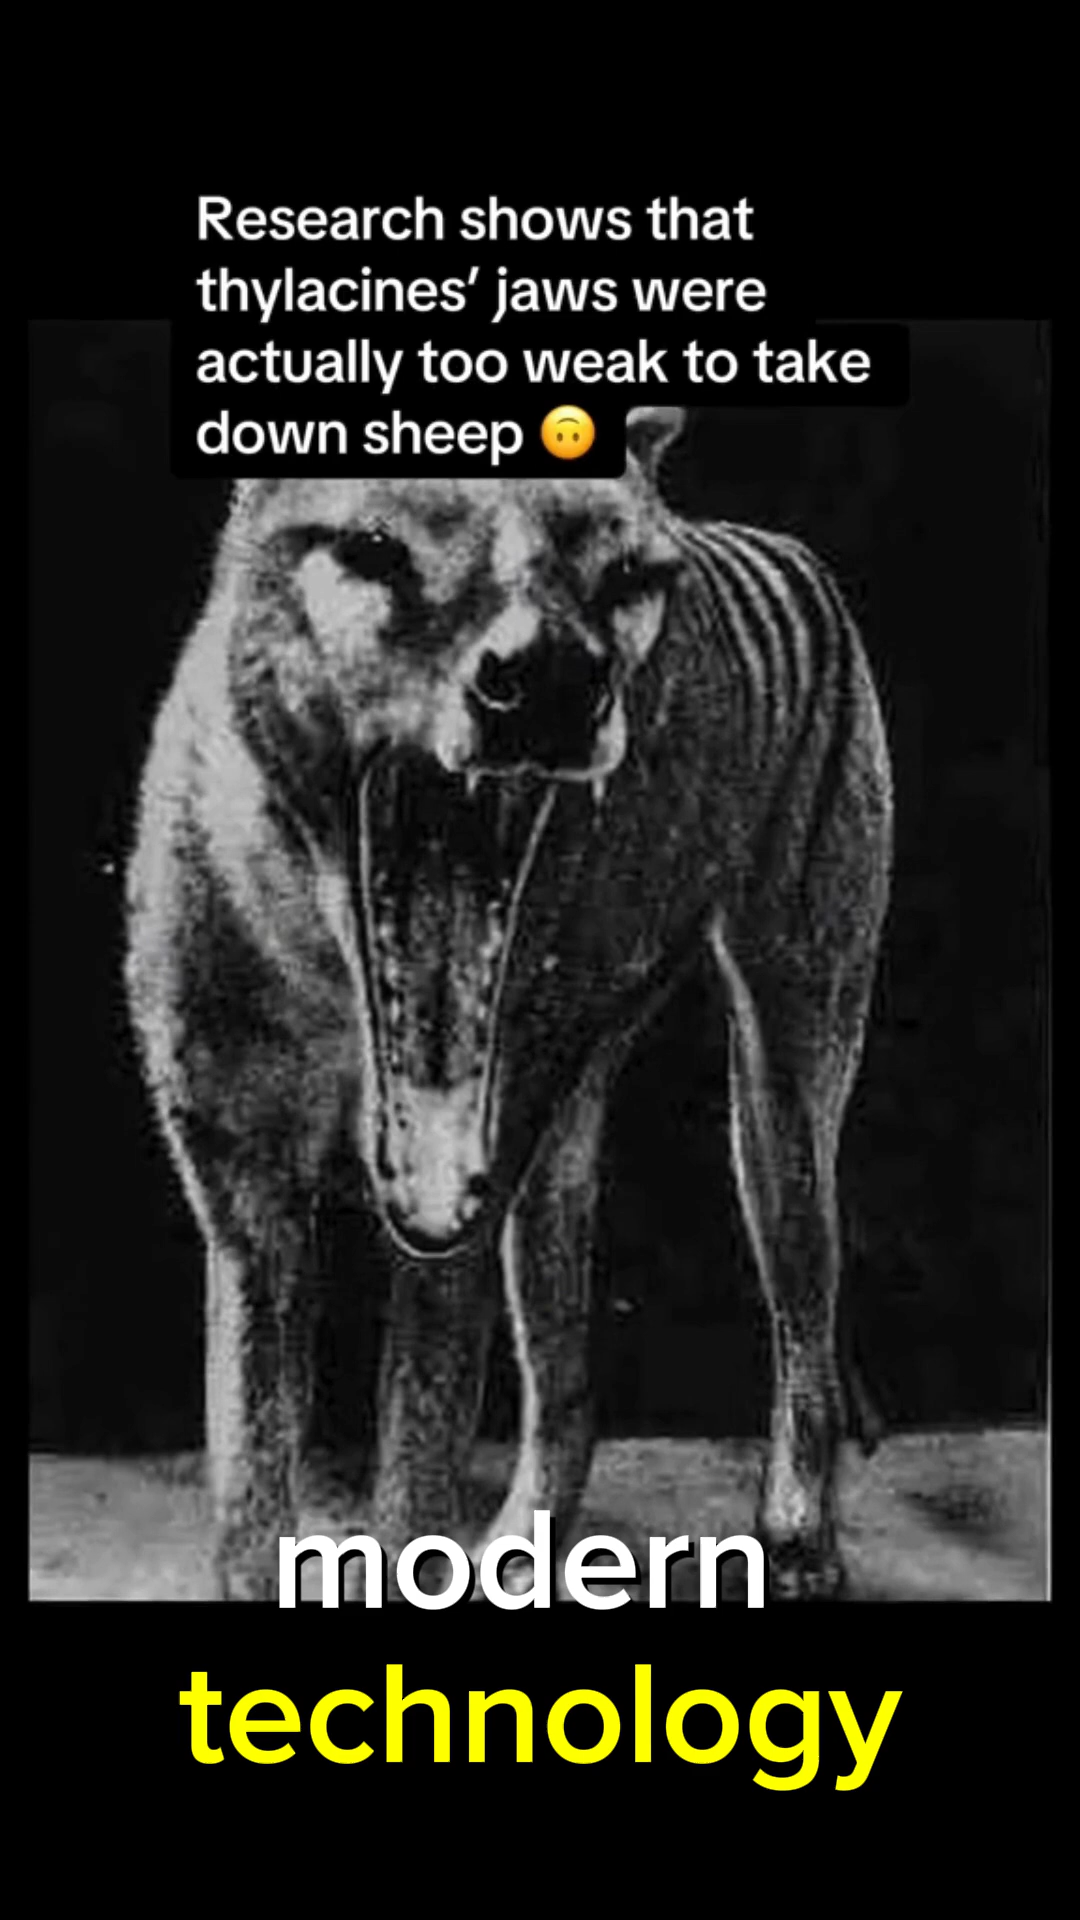 Research shows that
thylacines’ jaws were
actually too weak to take
down sheep 🙃
modern
technology